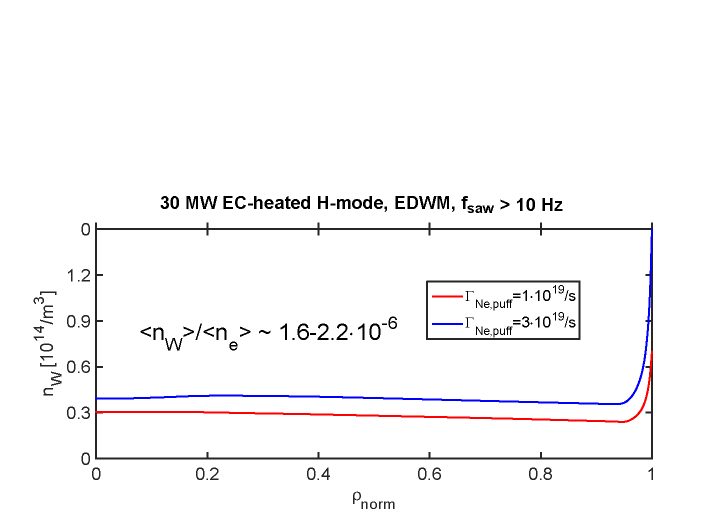 30 MW EC-heated H-mode, EDWM, f_saw > 10 Hz
0
1.2
0.9
0.6
0.3
0
n_W [10^14/m^3]
<n_W>/<n_e> ~ 1.6-2.2·10^-6
Γ_Ne,puff=1·10^19/s
Γ_Ne,puff=3·10^19/s
0 0.2 0.4 0.6 0.8 1
ρ_norm